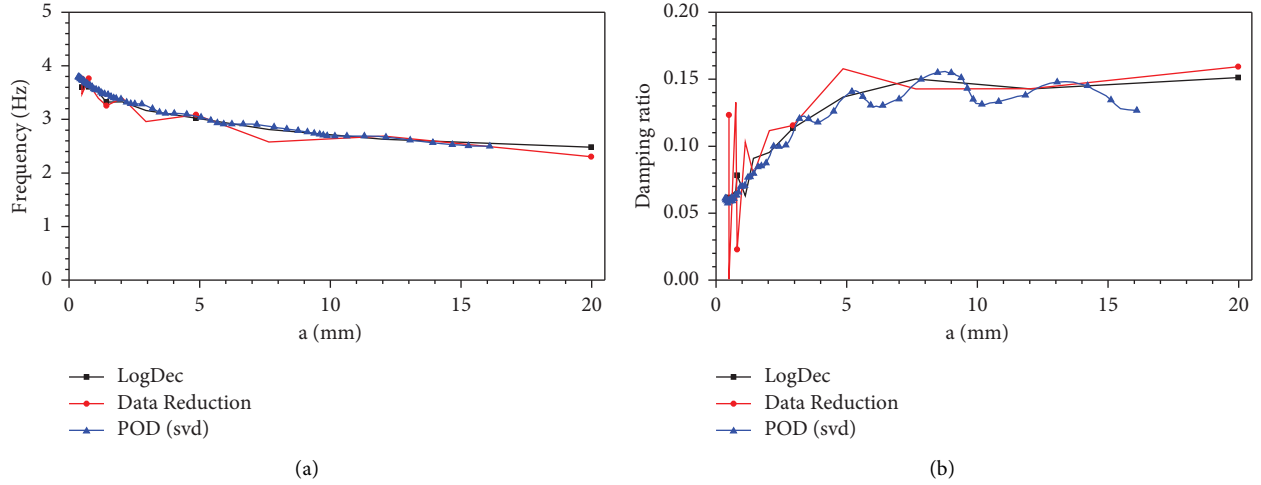 5
4
3
2
1
0
Frequency (Hz)
0 5 10 15 20
a (mm)
LogDec
Data Reduction
POD (svd)
(a)
0.20
0.15
0.10
0.05
0.00
Damping ratio
0 5 10 15 20
a (mm)
LogDec
Data Reduction
POD (svd)
(b)